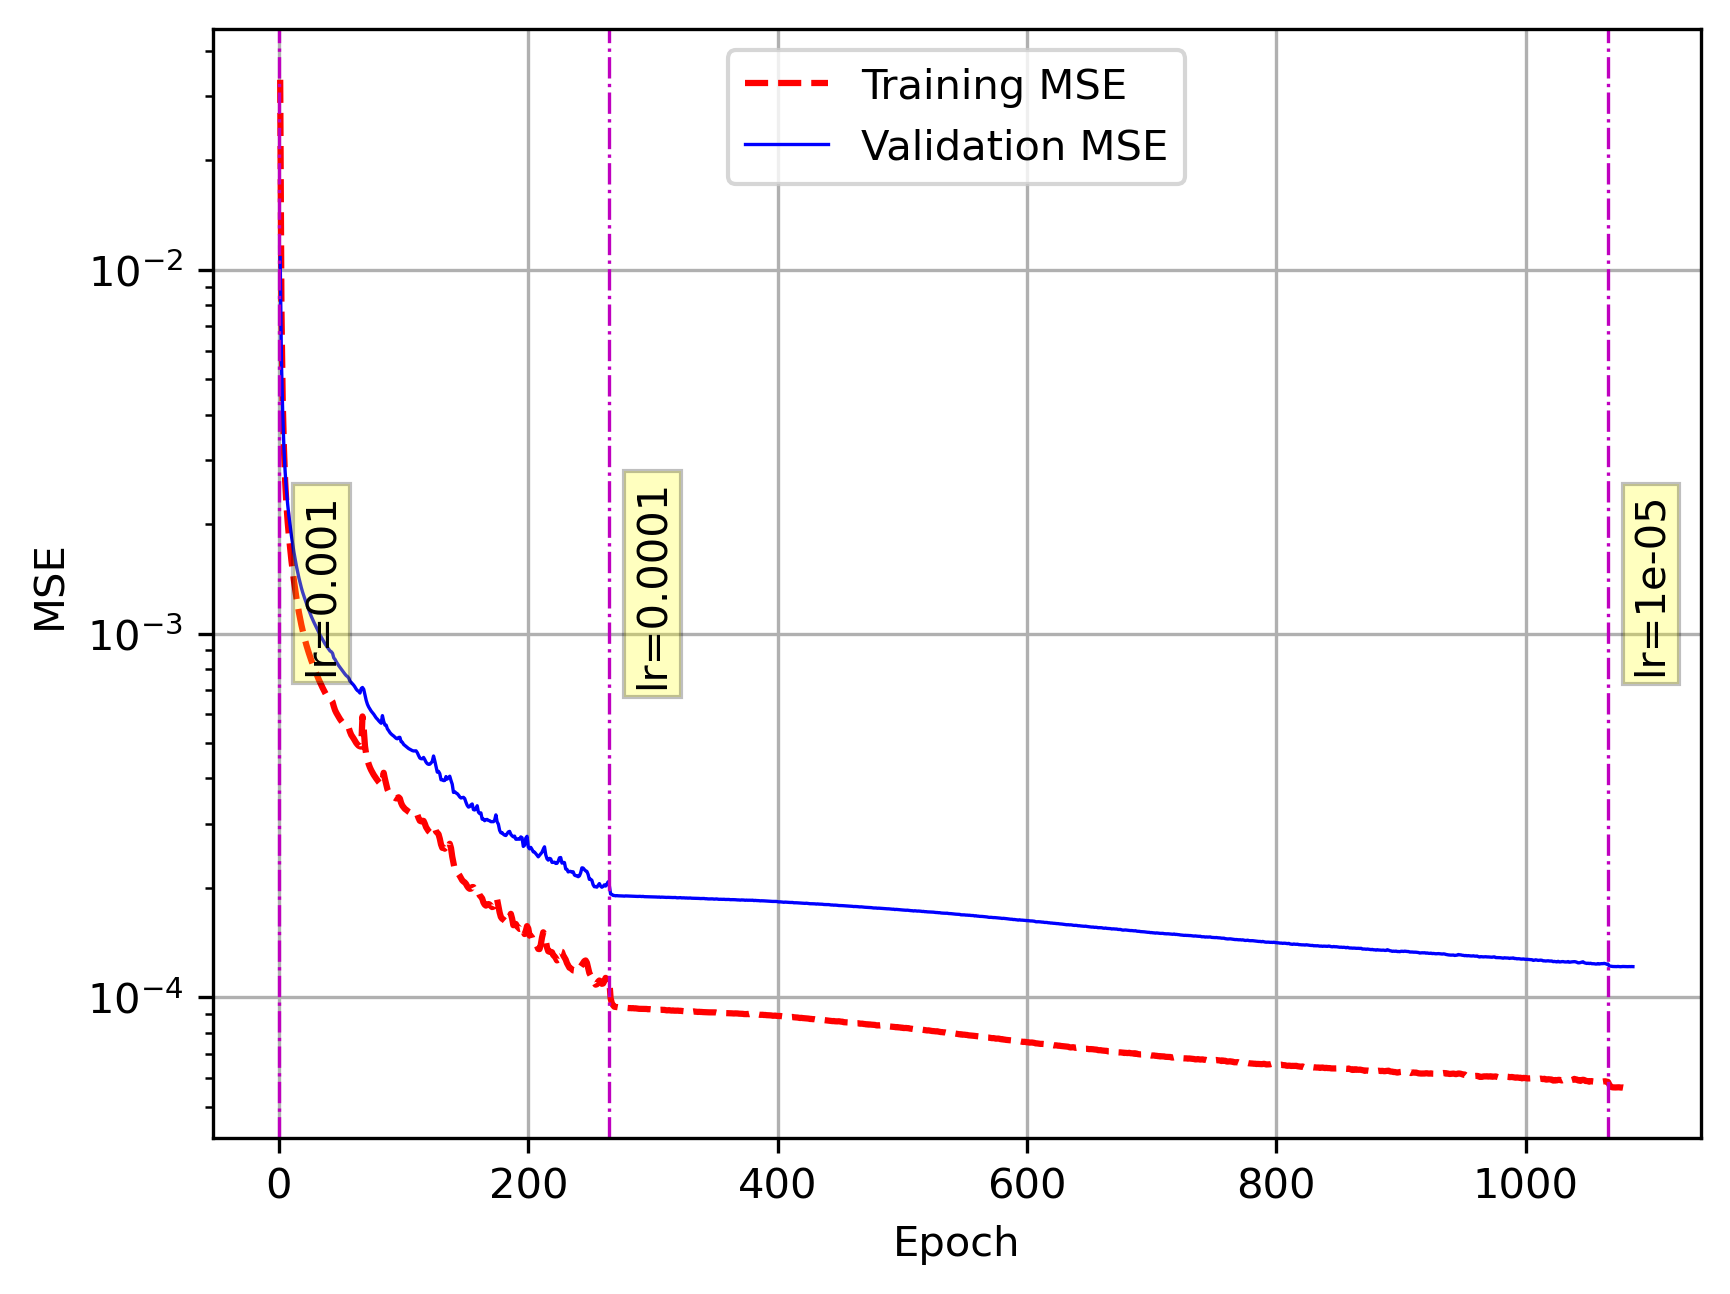 Training MSE
Validation MSE
10⁻²
10⁻³
10⁻⁴
MSE
lr=0.001
lr=0.0001
lr=1e-05
0 200 400 600 800 1000
Epoch